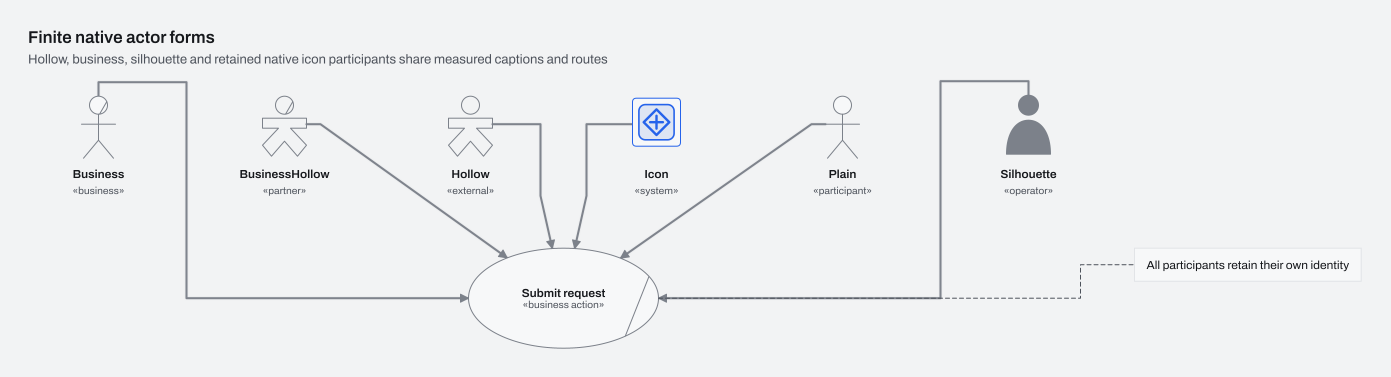 Finite native actor forms
Hollow, business, silhouette and retained native icon participants share measured captions and routes
Business
«business»
BusinessHollow
«partner»
Hollow
«external»
Icon
«system»
Plain
«participant»
Silhouette
«operator»
All participants retain their own identity
Submit request
«business action»